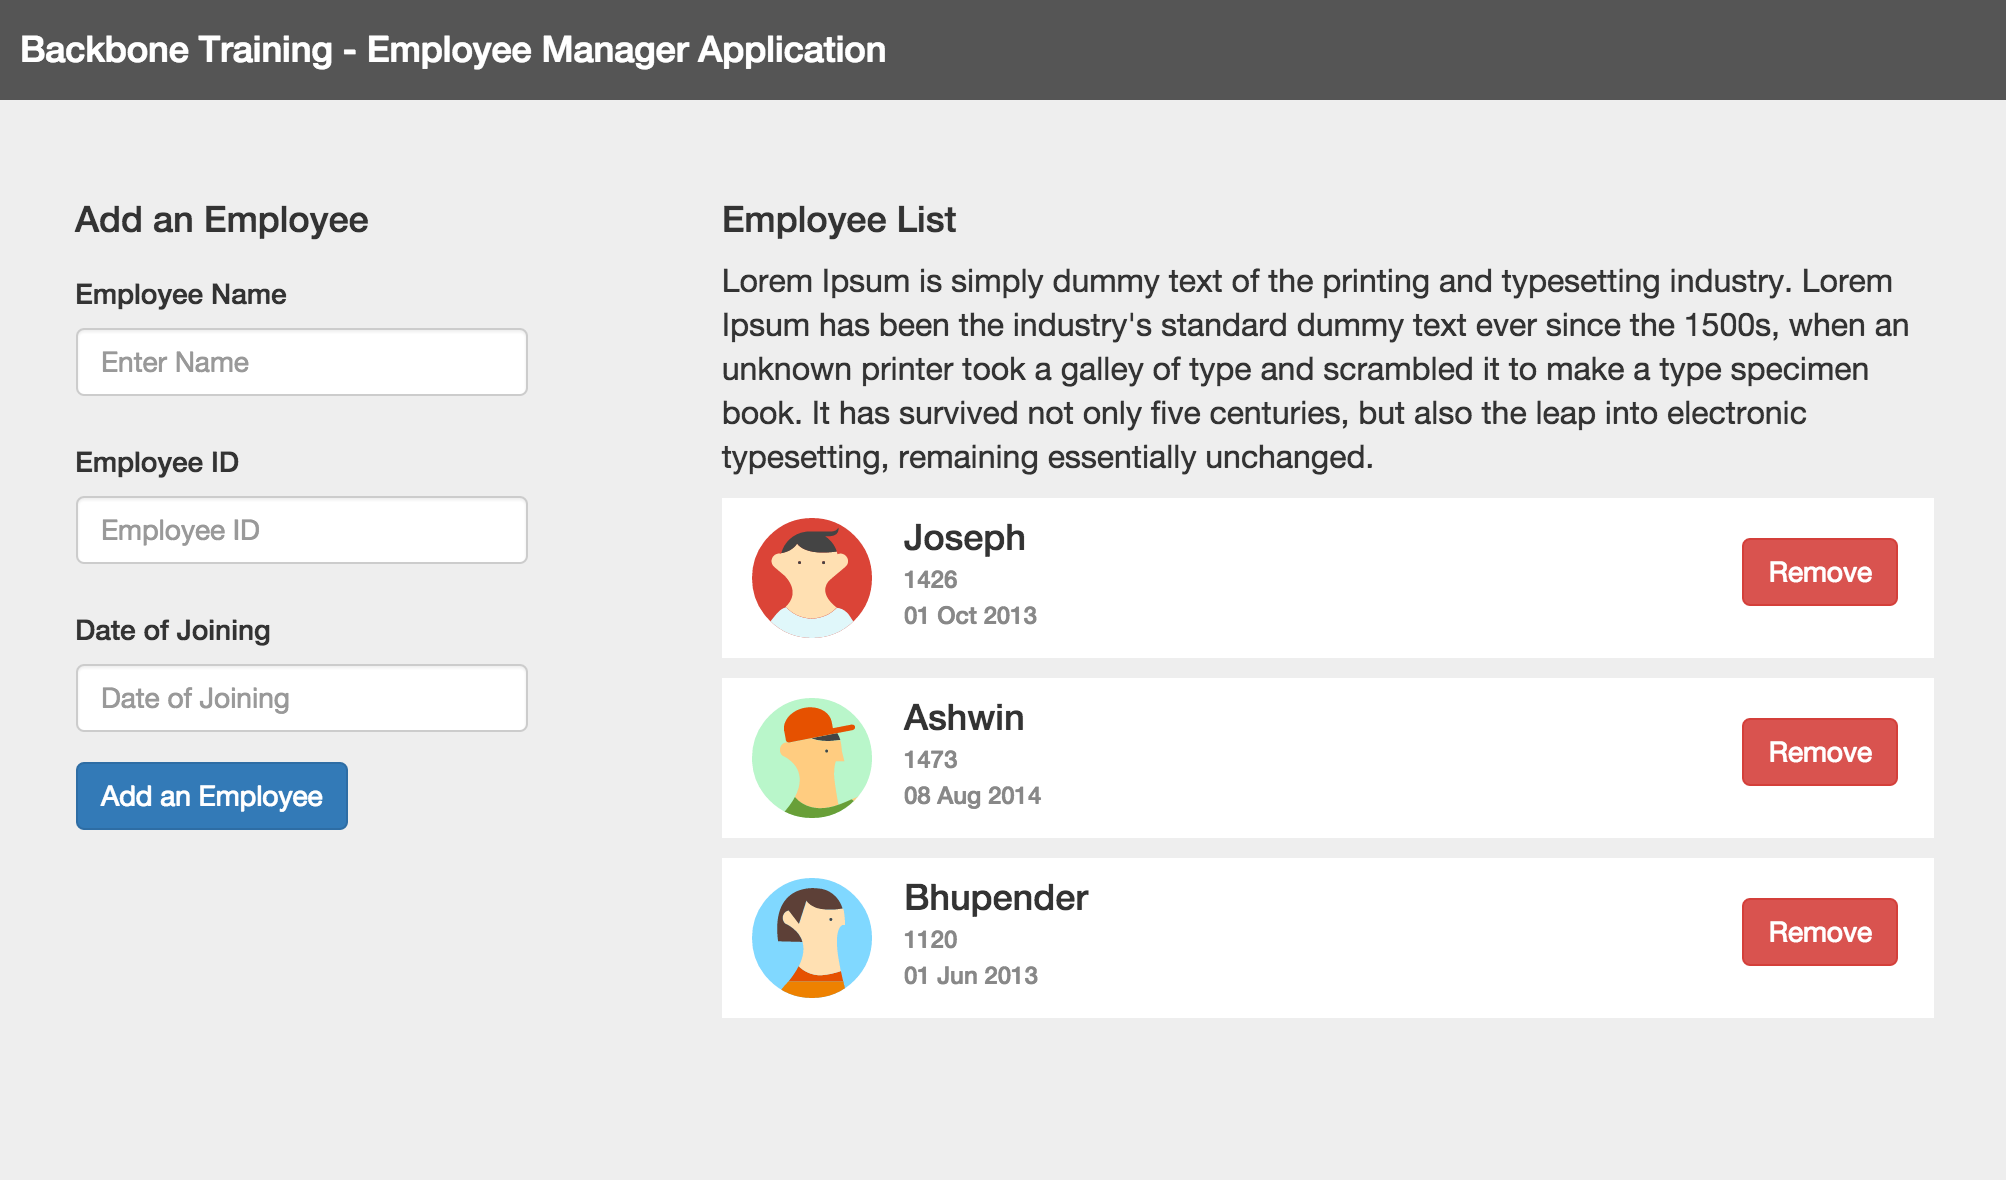 Backbone Training - Employee Manager Application
Add an Employee
Employee Name
Enter Name
Employee ID
Employee ID
Date of Joining
Date of Joining
Add an Employee
Employee List
Lorem Ipsum is simply dummy text of the printing and typesetting industry. Lorem
Ipsum has been the industry's standard dummy text ever since the 1500s, when an
unknown printer took a galley of type and scrambled it to make a type specimen
book. It has survived not only five centuries, but also the leap into electronic
typesetting, remaining essentially unchanged.
Joseph
1426
01 Oct 2013
Remove
Ashwin
1473
08 Aug 2014
Remove
Bhupender
1120
01 Jun 2013
Remove